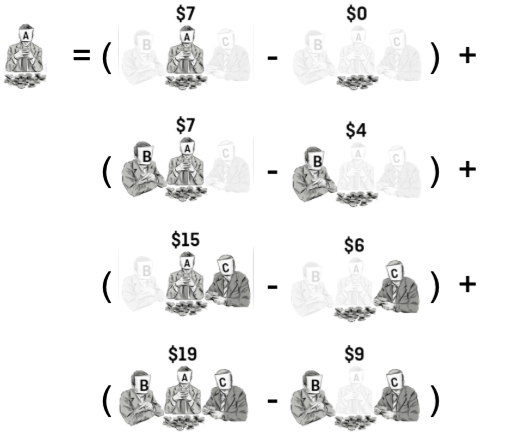 $7 $0
A = ( B A C - B A C ) +
$7 $4
( B A C - B A C ) +
$15 $6
( B A C - B A C ) +
$19 $9
( B A C - B A C )